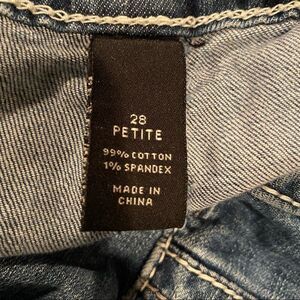 28
PETITE
99% COTTON
1% SPANDEX
MADE IN
CHINA